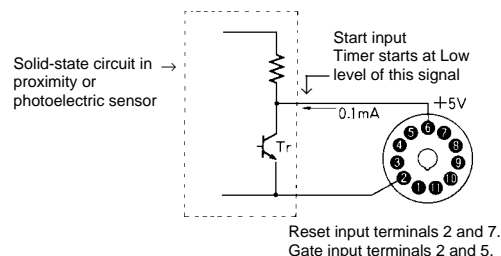 Start input
Timer starts at Low
level of this signal
Solid-state circuit in →
proximity or
photoelectric sensor
+5V
0.1mA
Tr
6
5
7
4
8
3
9
2
10
1
11
Reset input terminals 2 and 7.
Gate input terminals 2 and 5.